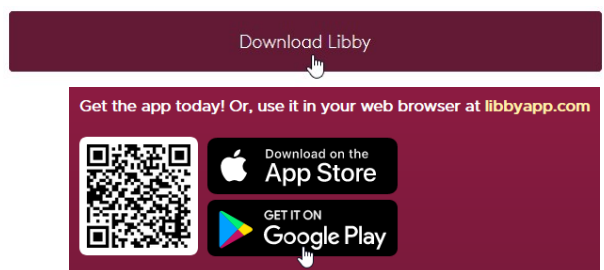 Download Libby
Get the app today! Or, use it in your web browser at libbyapp.com
Download on the
App Store
GET IT ON
Google Play